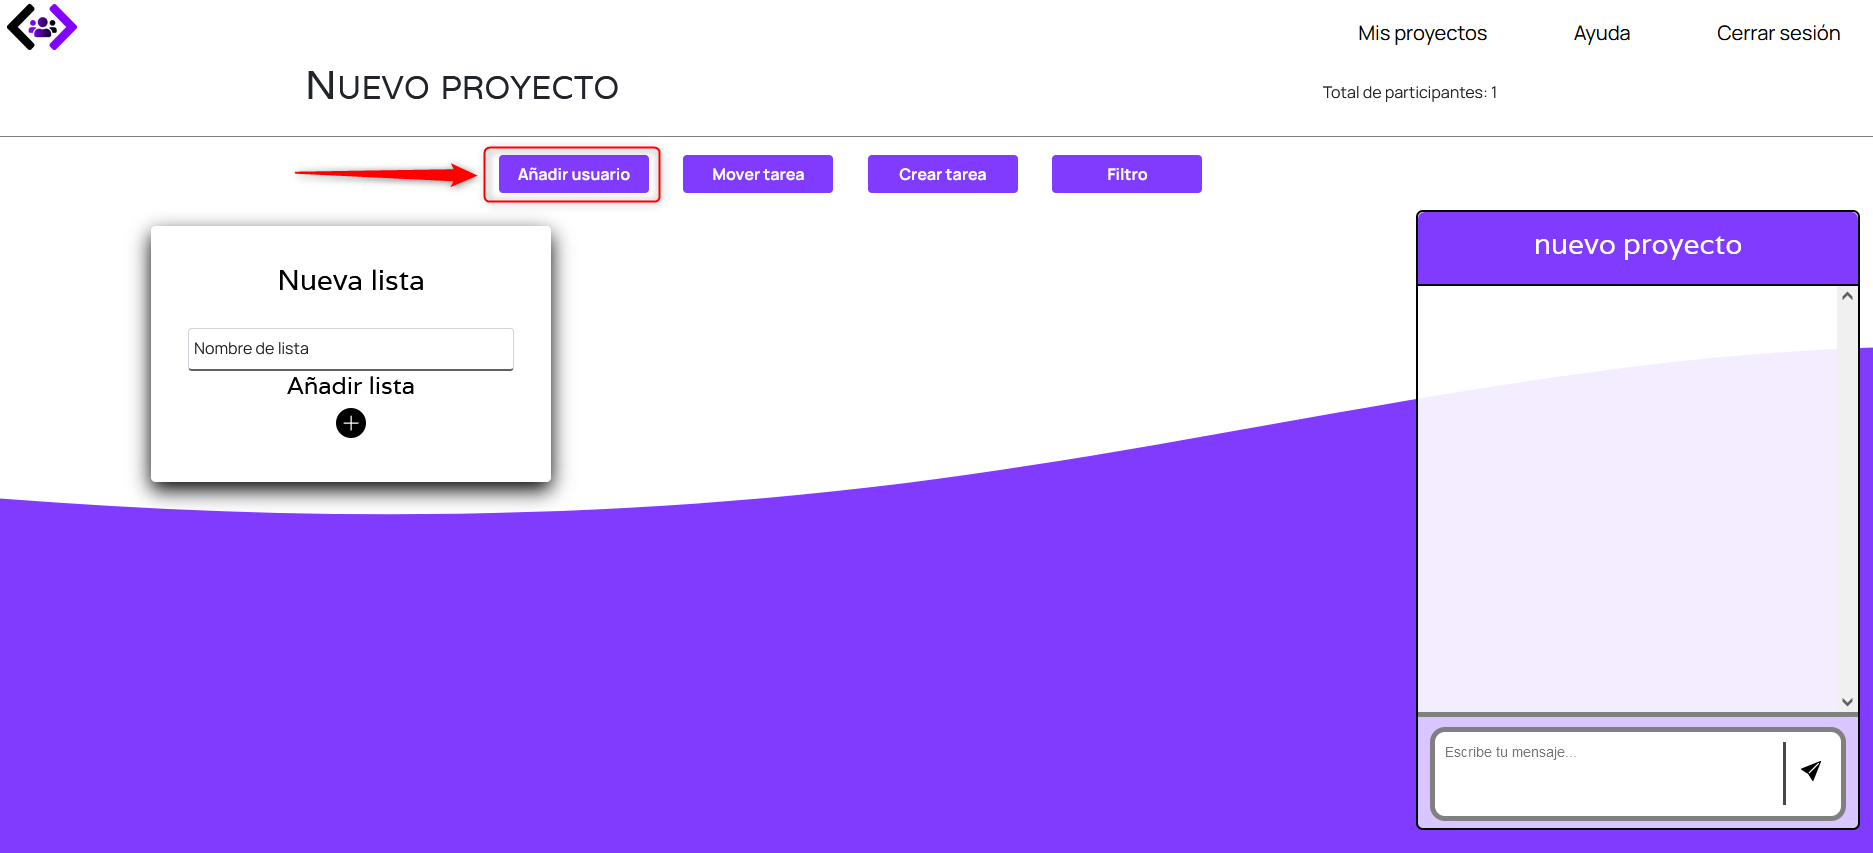 Mis proyectos Ayuda Cerrar sesión
Nuevo proyecto
Total de participantes: 1
Añadir usuario Mover tarea Crear tarea Filtro
Nueva lista
Nombre de lista
Añadir lista
nuevo proyecto
Escribe tu mensaje...